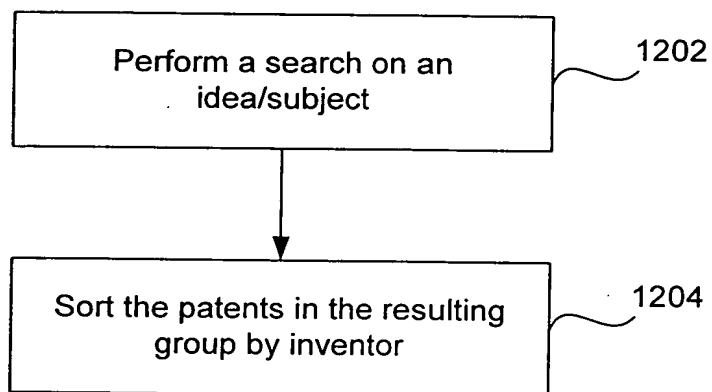 Perform a search on an
idea/subject
1202
Sort the patents in the resulting
group by inventor
1204